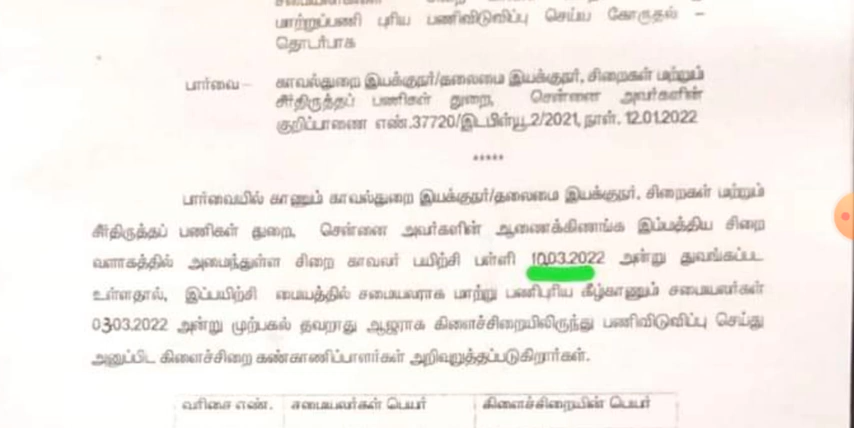 மாற்றுப்பணி புரிய பணிவிடுவிப்பு செய்ய கோருதல் –
தொடர்பாக
பார்வை – காவல்துறை இயக்குநர்/தலைமை இயக்குநர், சிறைகள் மற்றும்
சீர்திருத்தப் பணிகள் துறை, சென்னை அவர்களின்
குறிப்பாணை எண்.37720/இடபிள்யூ.2/2021, நாள். 12.01.2022
*****
பார்வையில் காணும் காவல்துறை இயக்குநர்/தலைமை இயக்குநர், சிறைகள் மற்றும்
சீர்திருத்தப் பணிகள் துறை, சென்னை அவர்களின் ஆணைக்கிணங்க இம்மத்திய சிறை
வளாகத்தில் அமைந்துள்ள சிறை காவலர் பயிற்சி பள்ளி 10.03.2022 அன்று துவங்கப்பட
உள்ளதால், இப்பயிற்சி மையத்தில் சமையலராக மாற்று பணிபுரிய கீழ்காணும் சமையலர்கள்
03.03.2022 அன்று முற்பகல் தவறாது ஆஜராக கிளைச்சிறையிலிருந்து பணிவிடுவிப்பு செய்து
அனுப்பிட கிளைச்சிறை கண்காணிப்பாளர்கள் அறிவுறுத்தப்படுகிறார்கள்.
வரிசை எண். சமையலர்கள் பெயர் கிளைச்சிறையின் பெயர்